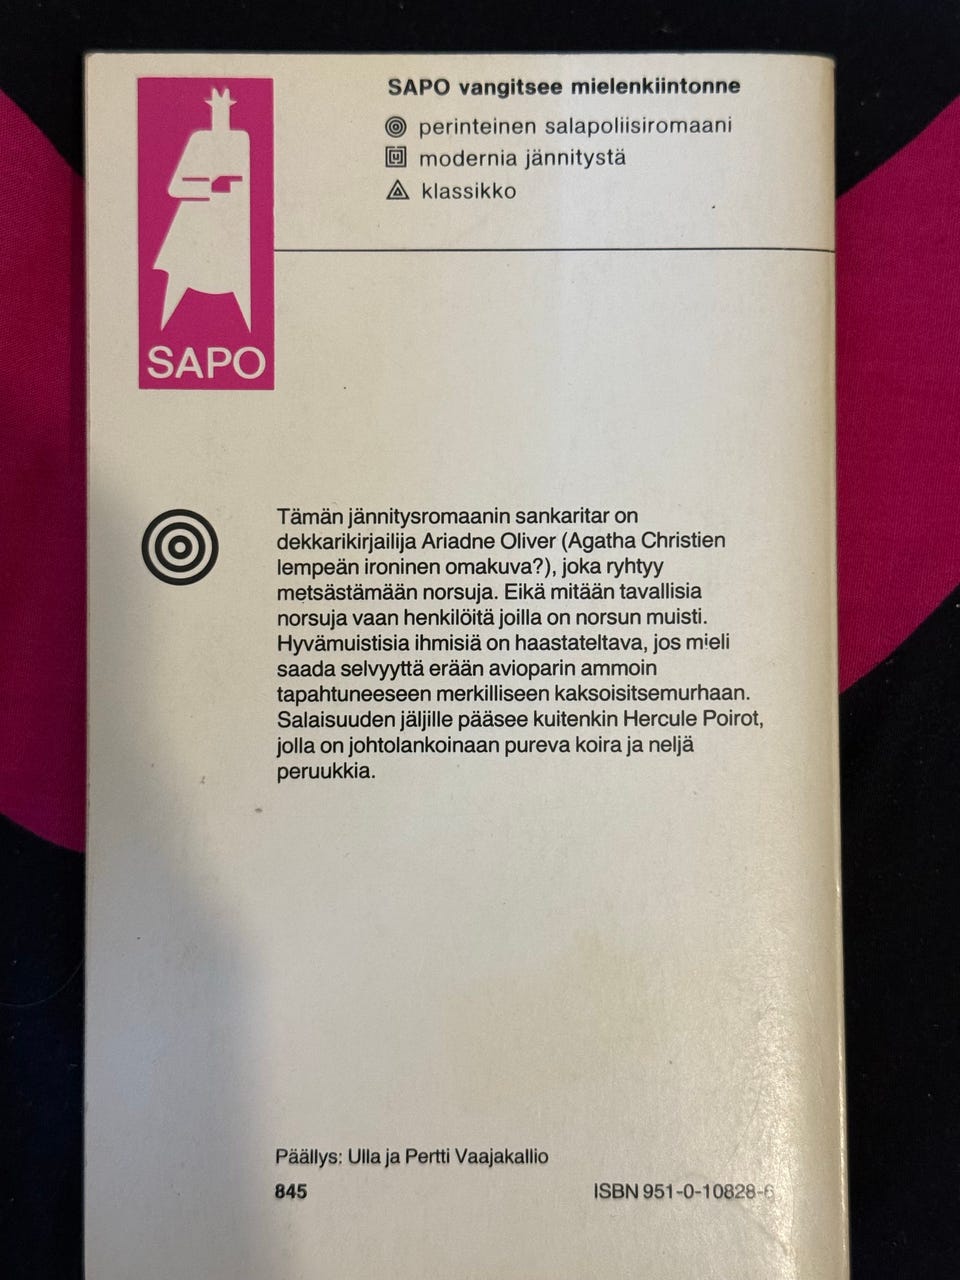 SAPO vangitsee mielenkiintonne
perinteinen salapoliisiromaani
modernia jännitystä
klassikko
SAPO
Tämän jännitysromaanin sankaritar on
dekkarikirjailija Ariadne Oliver (Agatha Christien
lempeän ironinen omakuva?), joka ryhtyy
metsästämään norsuja. Eikä mitään tavallisia
norsuja vaan henkilöitä joilla on norsun muisti.
Hyvämuistisia ihmisiä on haastateltava, jos mieli
saada selvyyttä erään avioparin ammoin
tapahtuneeseen merkilliseen kaksoisitsemurhaan.
Salaisuuden jäljille pääsee kuitenkin Hercule Poirot,
jolla on johtolankoinaan pureva koira ja neljä
peruukkia.
Päällys: Ulla ja Pertti Vaajakallio
845 ISBN 951-0-10828-6